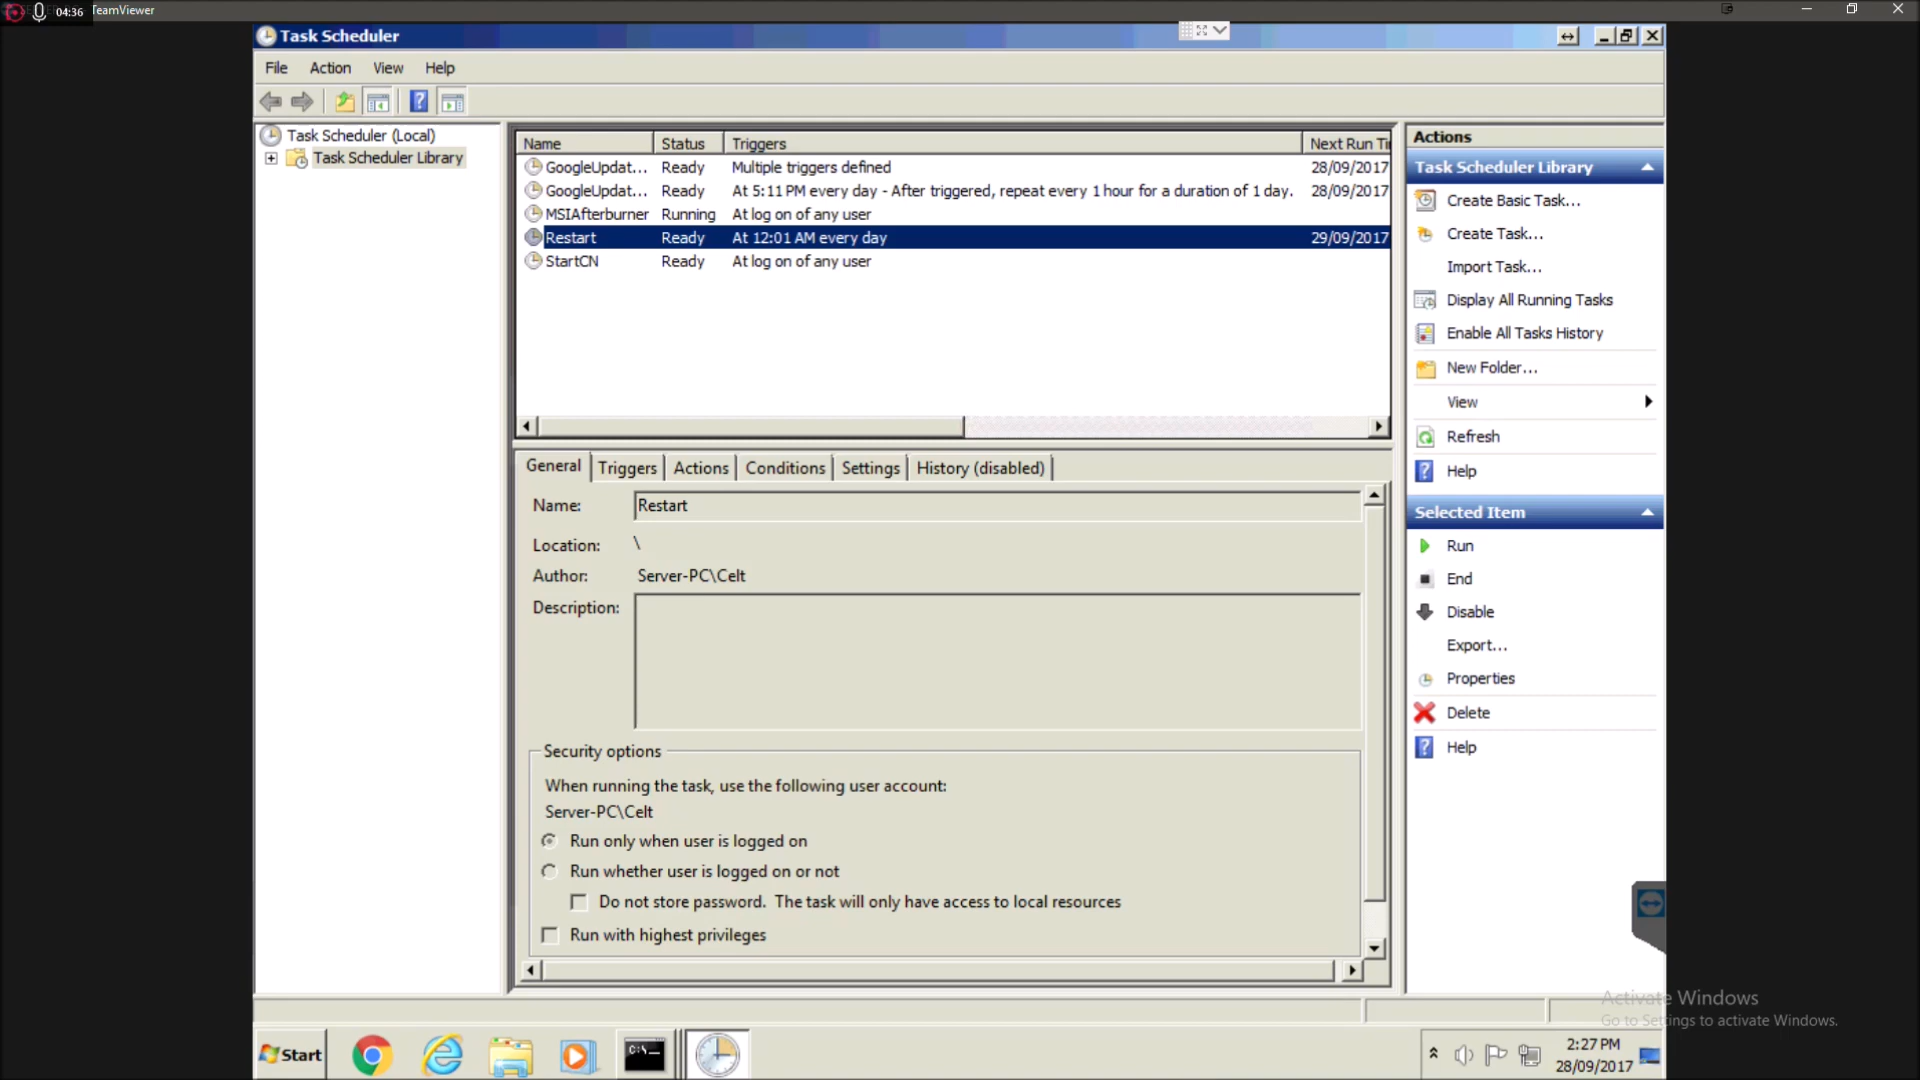 04:36
TeamViewer
Task Scheduler
File Action View Help
Task Scheduler (Local)
Task Scheduler Library
Name Status Triggers Next Run Ti
GoogleUpdat... Ready Multiple triggers defined 28/09/2017
GoogleUpdat... Ready At 5:11 PM every day - After triggered, repeat every 1 hour for a duration of 1 day. 28/09/2017
MSIAfterburner Running At log on of any user
Restart Ready At 12:01 AM every day 29/09/2017
StartCN Ready At log on of any user
General Triggers Actions Conditions Settings History (disabled)
Name: Restart
Location: \
Author: Server-PC\Celt
Description:
Security options
When running the task, use the following user account:
Server-PC\Celt
Run only when user is logged on
Run whether user is logged on or not
Do not store password. The task will only have access to local resources
Run with highest privileges
Actions
Task Scheduler Library
Create Basic Task...
Create Task...
Import Task...
Display All Running Tasks
Enable All Tasks History
New Folder...
View
Refresh
Help
Selected Item
Run
End
Disable
Export...
Properties
Delete
Help
Activate Windows
Go to Settings to activate Windows.
Start
C:\
2:27 PM
28/09/2017